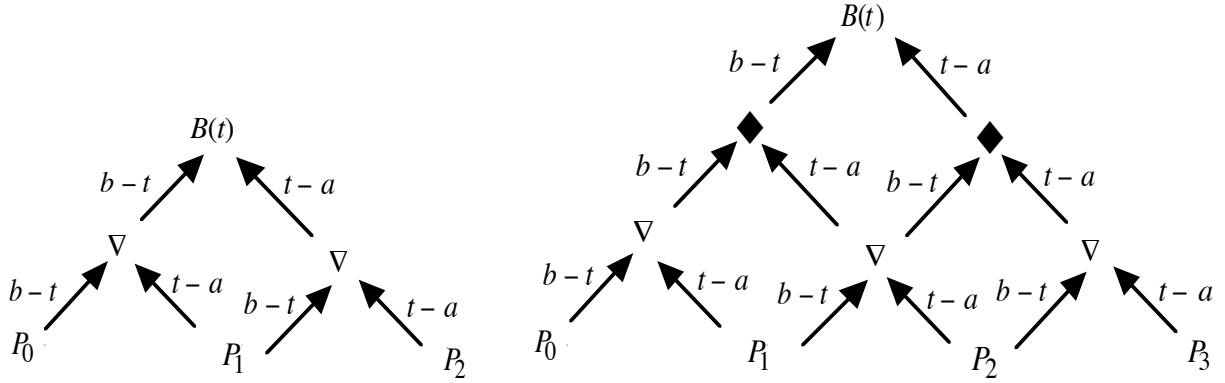 B(t)
b – t t – a
B(t)
b – t t – a
b – t t – a b – t t – a
∇ ∇ ∇ ∇ ∇
b – t t – a b – t t – a b – t t – a b – t t – a b – t t – a
P0 P1 P2 P0 P1 P2 P3